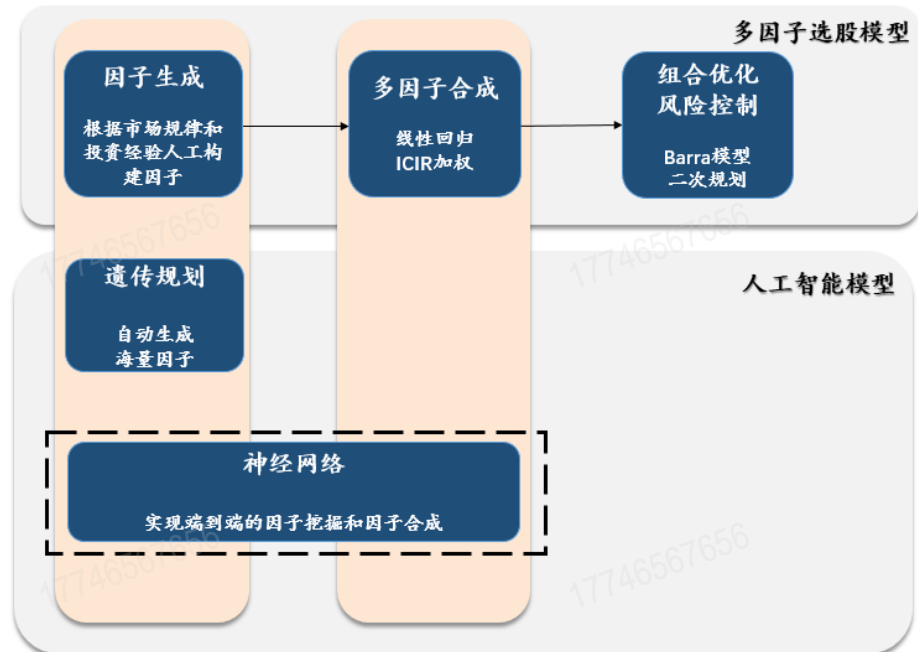 多因子选股模型
因子生成
根据市场规律和
投资经验人工构
建因子
多因子合成
线性回归
ICIR加权
组合优化
风险控制
Barra模型
二次规划
17746567656
17746567656
人工智能模型
遗传规划
自动生成
海量因子
神经网络
实现端到端的因子挖掘和因子合成
17746567656
17746567656